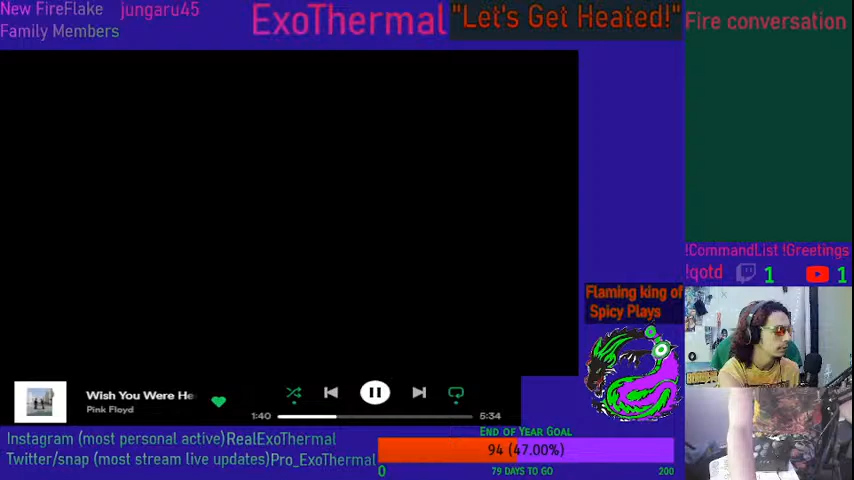 New FireFlake
Family Members
jungaru45
ExoThermal
"Let's Get Heated!"
Fire conversation
!CommandList !Greetings
!qotd
1
1
Flaming king of
Spicy Plays
Wish You Were He
Pink Floyd
1:40
5:34
Instagram (most personal active)RealExoThermal
Twitter/snap (most stream live updates)Pro_ExoThermal
End of Year Goal
94 (47.00%)
0
79 DAYS TO GO
200